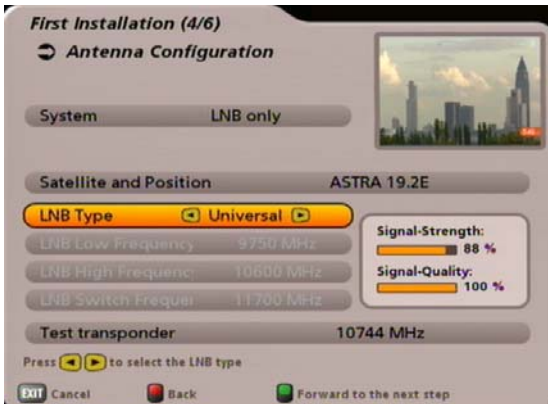 First Installation (4/6)
Antenna Configuration
System LNB only
Satellite and Position ASTRA 19.2E
LNB Type Universal
LNB Low Frequency 9750 MHz
LNB High Frequenc 10600 MHz
LNB Switch Freque 11700 MHz
Signal-Strength:
88 %
Signal-Quality:
100 %
Test transponder 10744 MHz
Press to select the LNB type
EXIT Cancel Back Forward to the next step